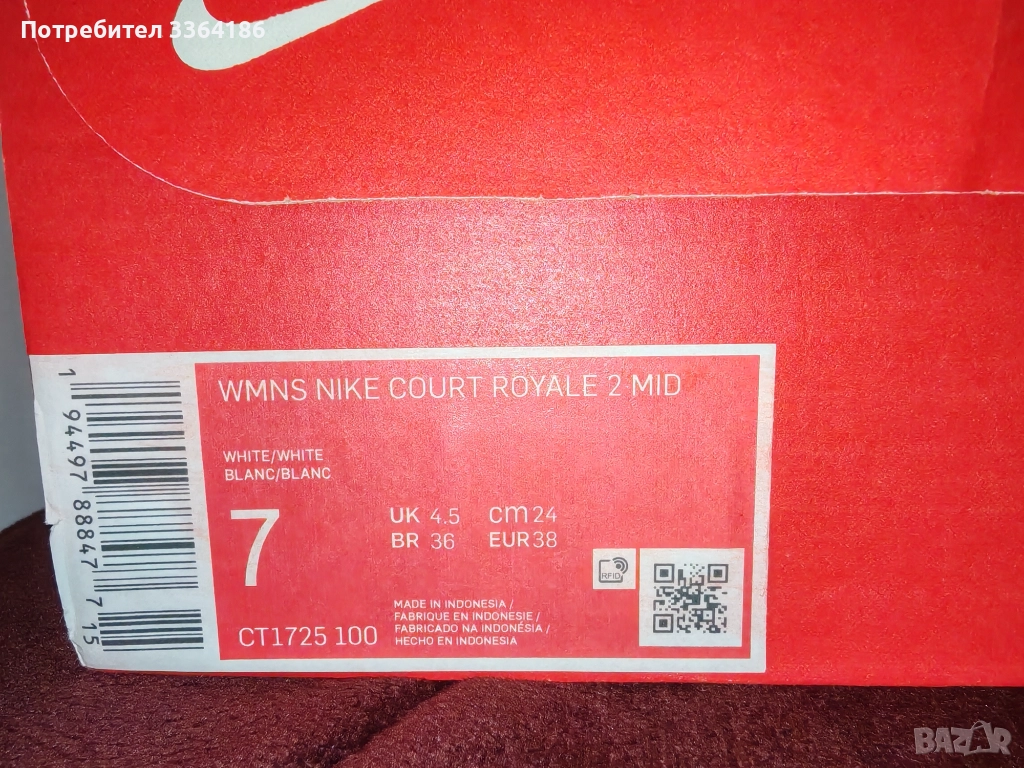 Потребител 3364186
WMNS NIKE COURT ROYALE 2 MID
WHITE/WHITE
BLANC/BLANC
7
UK 4.5 cm 24
BR 36 EUR 38
RFID
CT1725 100
MADE IN INDONESIA /
FABRIQUE EN INDONESIE /
FABRICADO NA INDONÉSIA /
HECHO EN INDONESIA
1 94497 88847 7 15
BAZAR